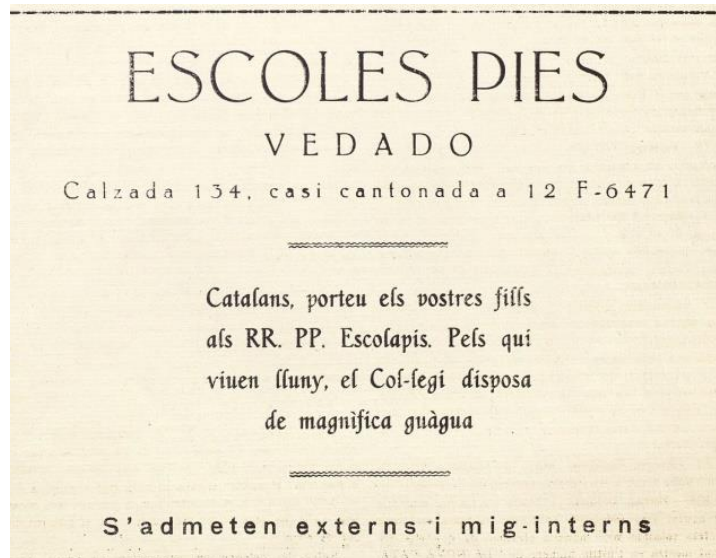 ESCOLES PIES
VEDADO
Calzada 134, casi cantonada a 12 F-6471
Catalans, porteu els vostres fills
als RR. PP. Escolapis. Pels qui
viuen lluny, el Col-legi disposa
de magnìfica guàgua
S'admeten externs i mig-interns